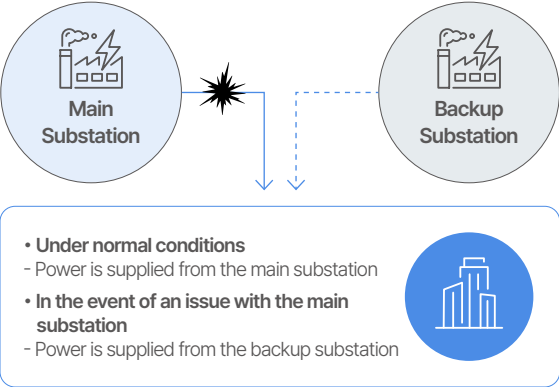 Main
Substation
Backup
Substation
• Under normal conditions
- Power is supplied from the main substation
• In the event of an issue with the main
substation
- Power is supplied from the backup substation